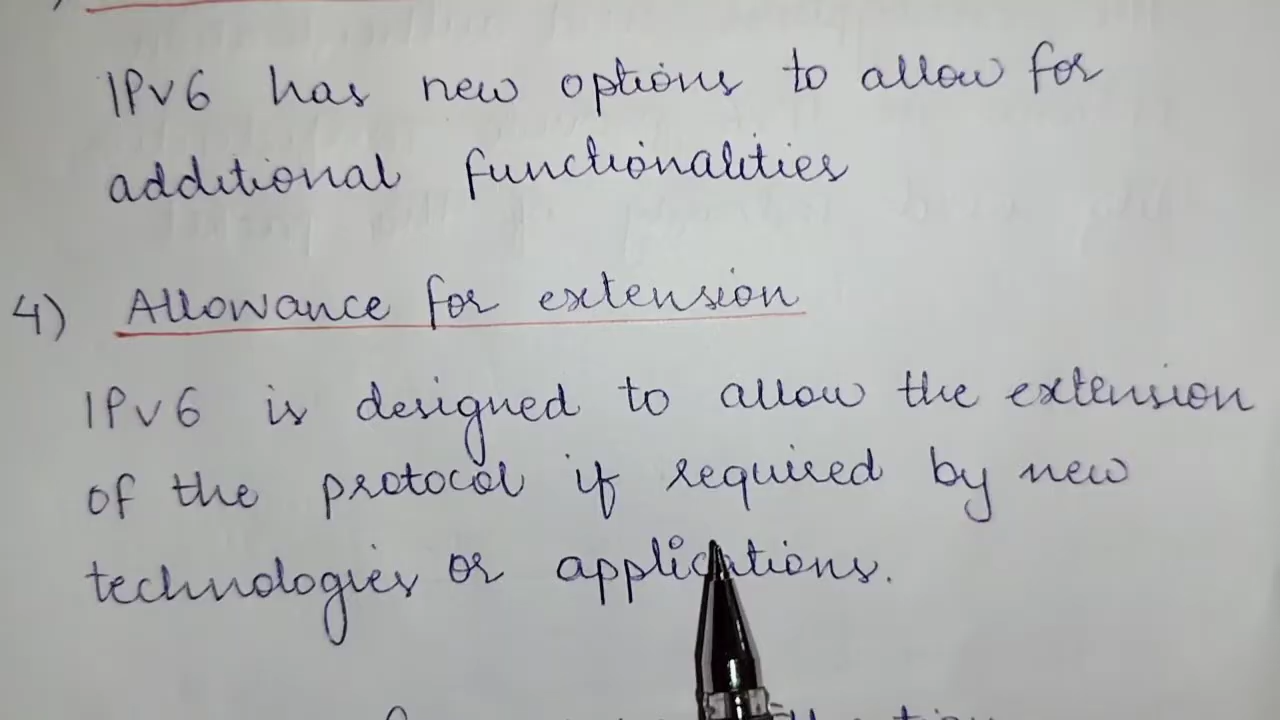 IPv6 has new options to allow for
additional functionalities
4) Allowance for extension
IPv6 is designed to allow the extension
of the protocol if required by new
technologies or applications.